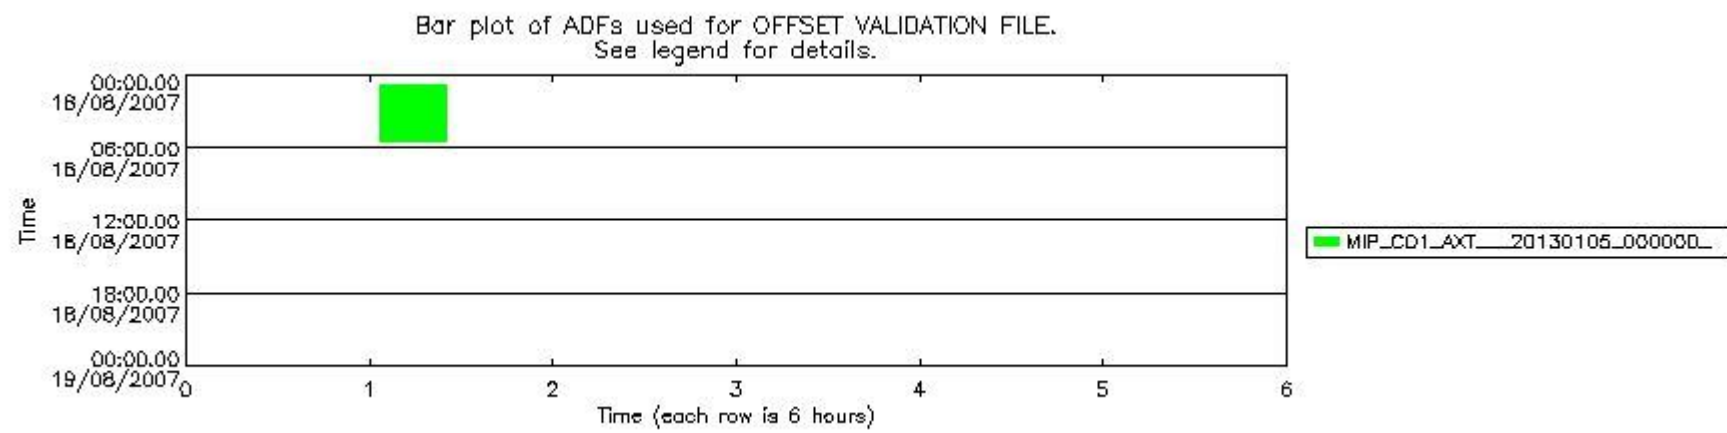 Bar plot of ADFs used for OFFSET VALIDATION FILE.
See legend for details.
00:00.00
18/08/2007
06:00.00
18/08/2007
12:00.00
18/08/2007
18:00.00
18/08/2007
00:00.00
19/08/2007
Time
0 1 2 3 4 5 6
Time (each row is 6 hours)
MIP_CO1_AXT___20130105_000000_